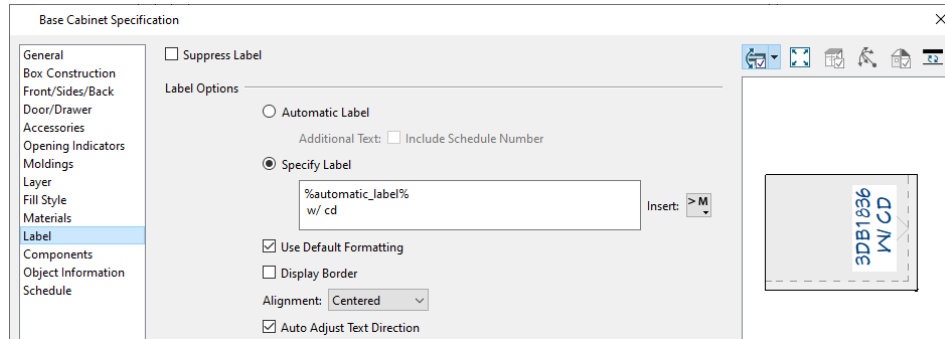 Base Cabinet Specification
General
Box Construction
Front/Sides/Back
Door/Drawer
Accessories
Opening Indicators
Moldings
Layer
Fill Style
Materials
Label
Components
Object Information
Schedule
Suppress Label
Label Options
Automatic Label
Additional Text: Include Schedule Number
Specify Label
%automatic_label%
w/ cd
Insert: >M
Use Default Formatting
Display Border
Alignment: Centered
Auto Adjust Text Direction
3DB1836
W/ CD